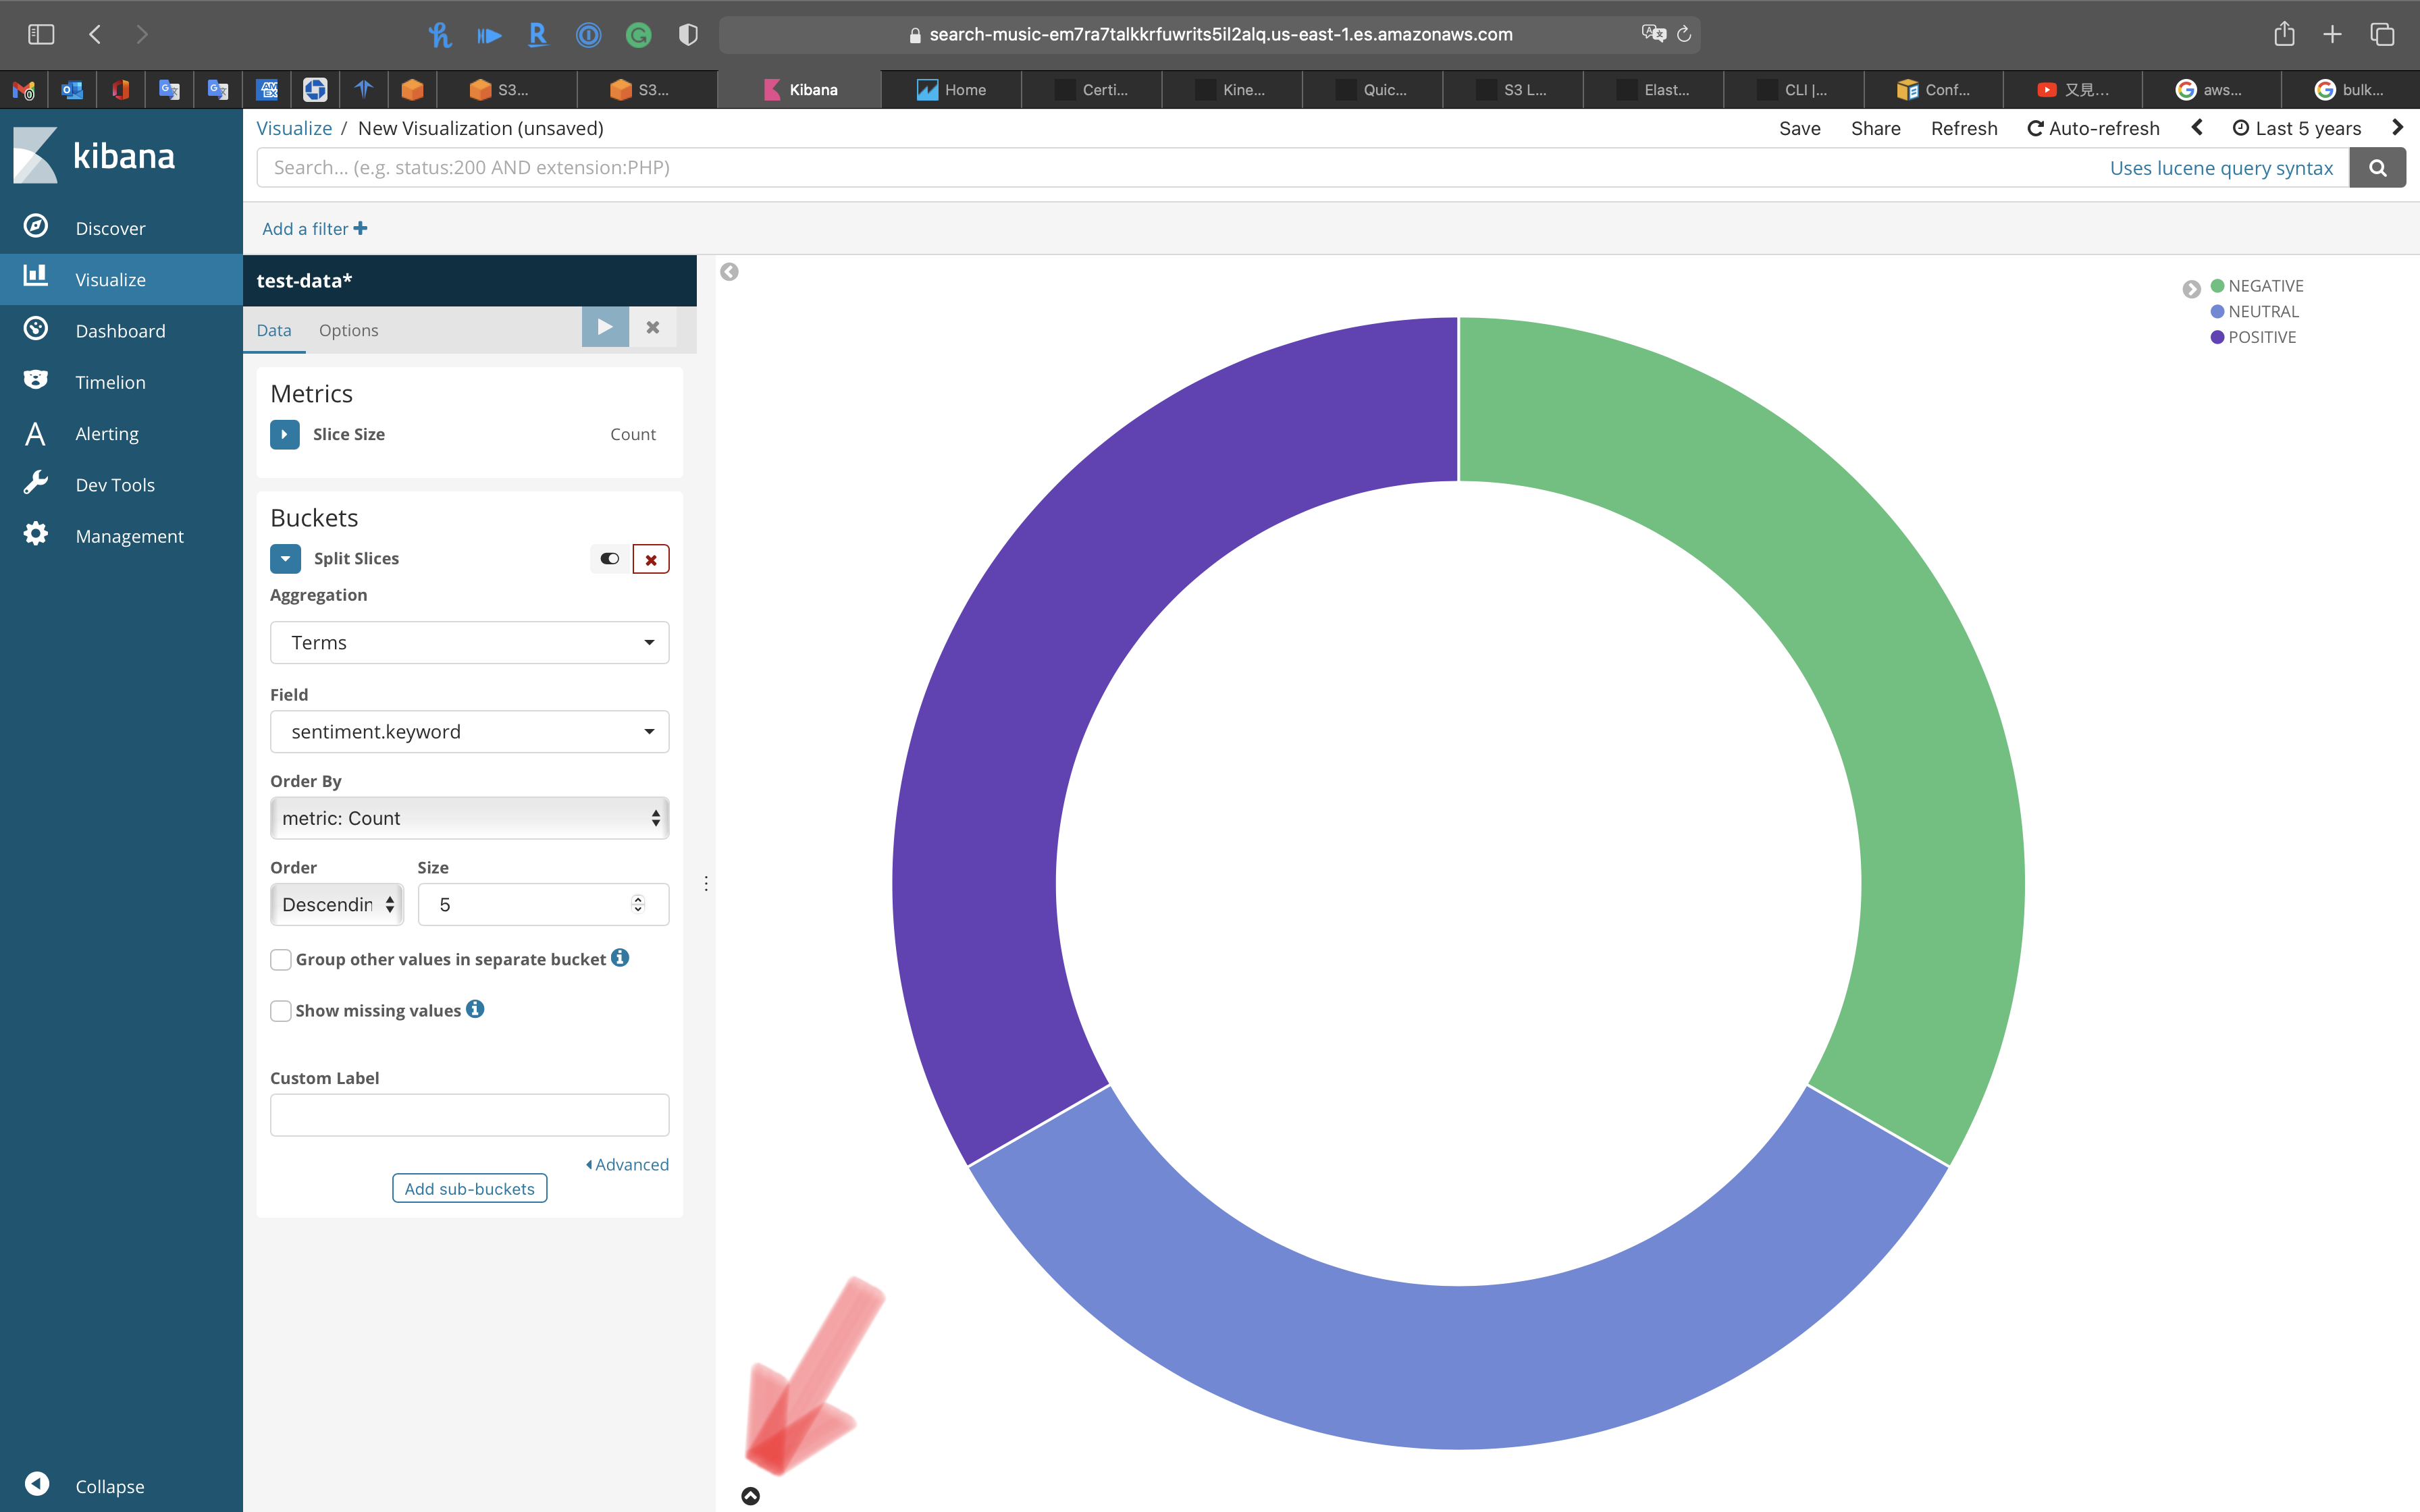 search-music-em7ra7talkkrfuwrits5il2alq.us-east-1.es.amazonaws.com
S3... S3... Kibana Home Certi... Kine... Quic... S3 L... Elast... CLI |... Conf... 又見... aws... bulk...
kibana
Discover
Visualize
Dashboard
Timelion
Alerting
Dev Tools
Management
Collapse
Visualize / New Visualization (unsaved)
Save Share Refresh Auto-refresh Last 5 years
Search... (e.g. status:200 AND extension:PHP)
Uses lucene query syntax
Add a filter
test-data*
Data Options
Metrics
Slice Size Count
Buckets
Split Slices
Aggregation
Terms
Field
sentiment.keyword
Order By
metric: Count
Order Size
Descendin 5
Group other values in separate bucket
Show missing values
Custom Label
Advanced
Add sub-buckets
NEGATIVE
NEUTRAL
POSITIVE